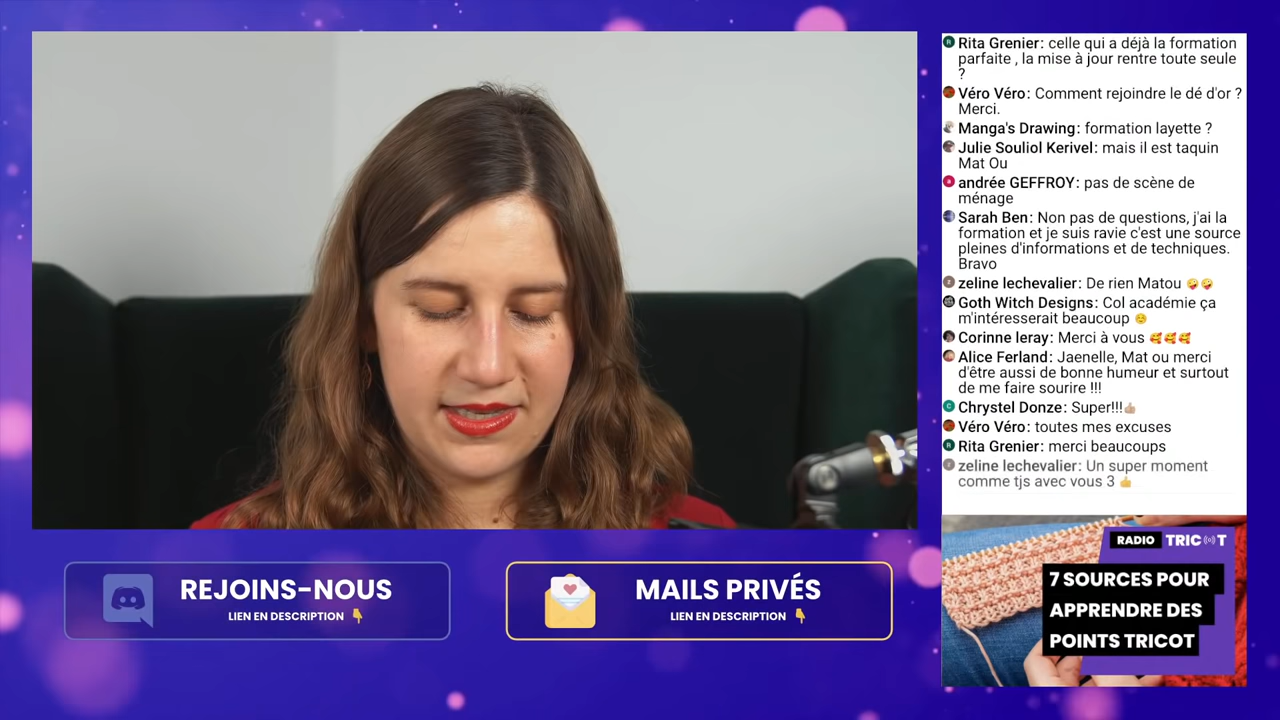 Rita Grenier: celle qui a déjà la formation
parfaite , la mise à jour rentre toute seule
?
Véro Véro: Comment rejoindre le dé d'or ?
Merci.
Manga's Drawing: formation layette ?
Julie Souliol Kerivel: mais il est taquin
Mat Ou
andrée GEFFROY: pas de scène de
ménage
Sarah Ben: Non pas de questions, j'ai la
formation et je suis ravie c'est une source
pleines d'informations et de techniques.
Bravo
zeline lechevalier: De rien Matou 🤪🤪
Goth Witch Designs: Col académie ça
m'intéresserait beaucoup ☺️
Corinne leray: Merci à vous 🥰🥰🥰
Alice Ferland: Jaenelle, Mat ou merci
d'être aussi de bonne humeur et surtout
de me faire sourire !!!
Chrystel Donze: Super!!!👍🏼
Véro Véro: toutes mes excuses
Rita Grenier: merci beaucoups
zeline lechevalier: Un super moment
comme tjs avec vous 3 👍
RADIO TRICOT
7 SOURCES POUR
APPRENDRE DES
POINTS TRICOT
REJOINS-NOUS
LIEN EN DESCRIPTION 👇
MAILS PRIVÉS
LIEN EN DESCRIPTION 👇